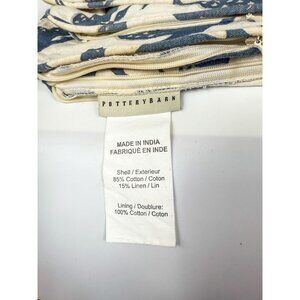 POTTERYBARN
MADE IN INDIA
FABRIQUÉ EN INDE
Shell / Exterieur
85% Cotton / Coton
15% Linen / Lin
Lining / Doublure:
100% Cotton / Coton